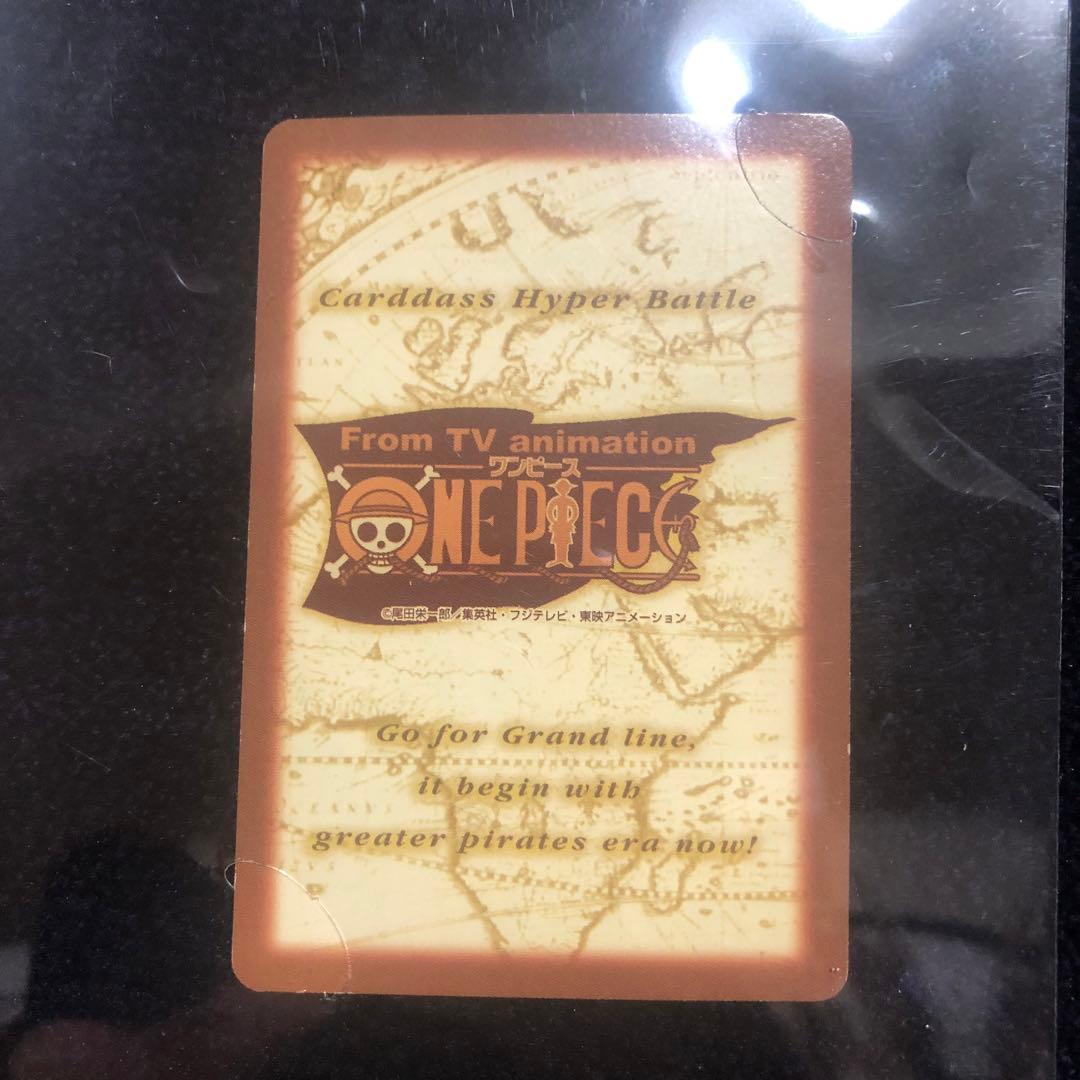 Carddass Hyper Battle
From TV animation
ワンピース
ONE PIECE
©尾田栄一郎／集英社・フジテレビ・東映アニメーション
Go for Grand line,
it begin with
greater pirates era now!